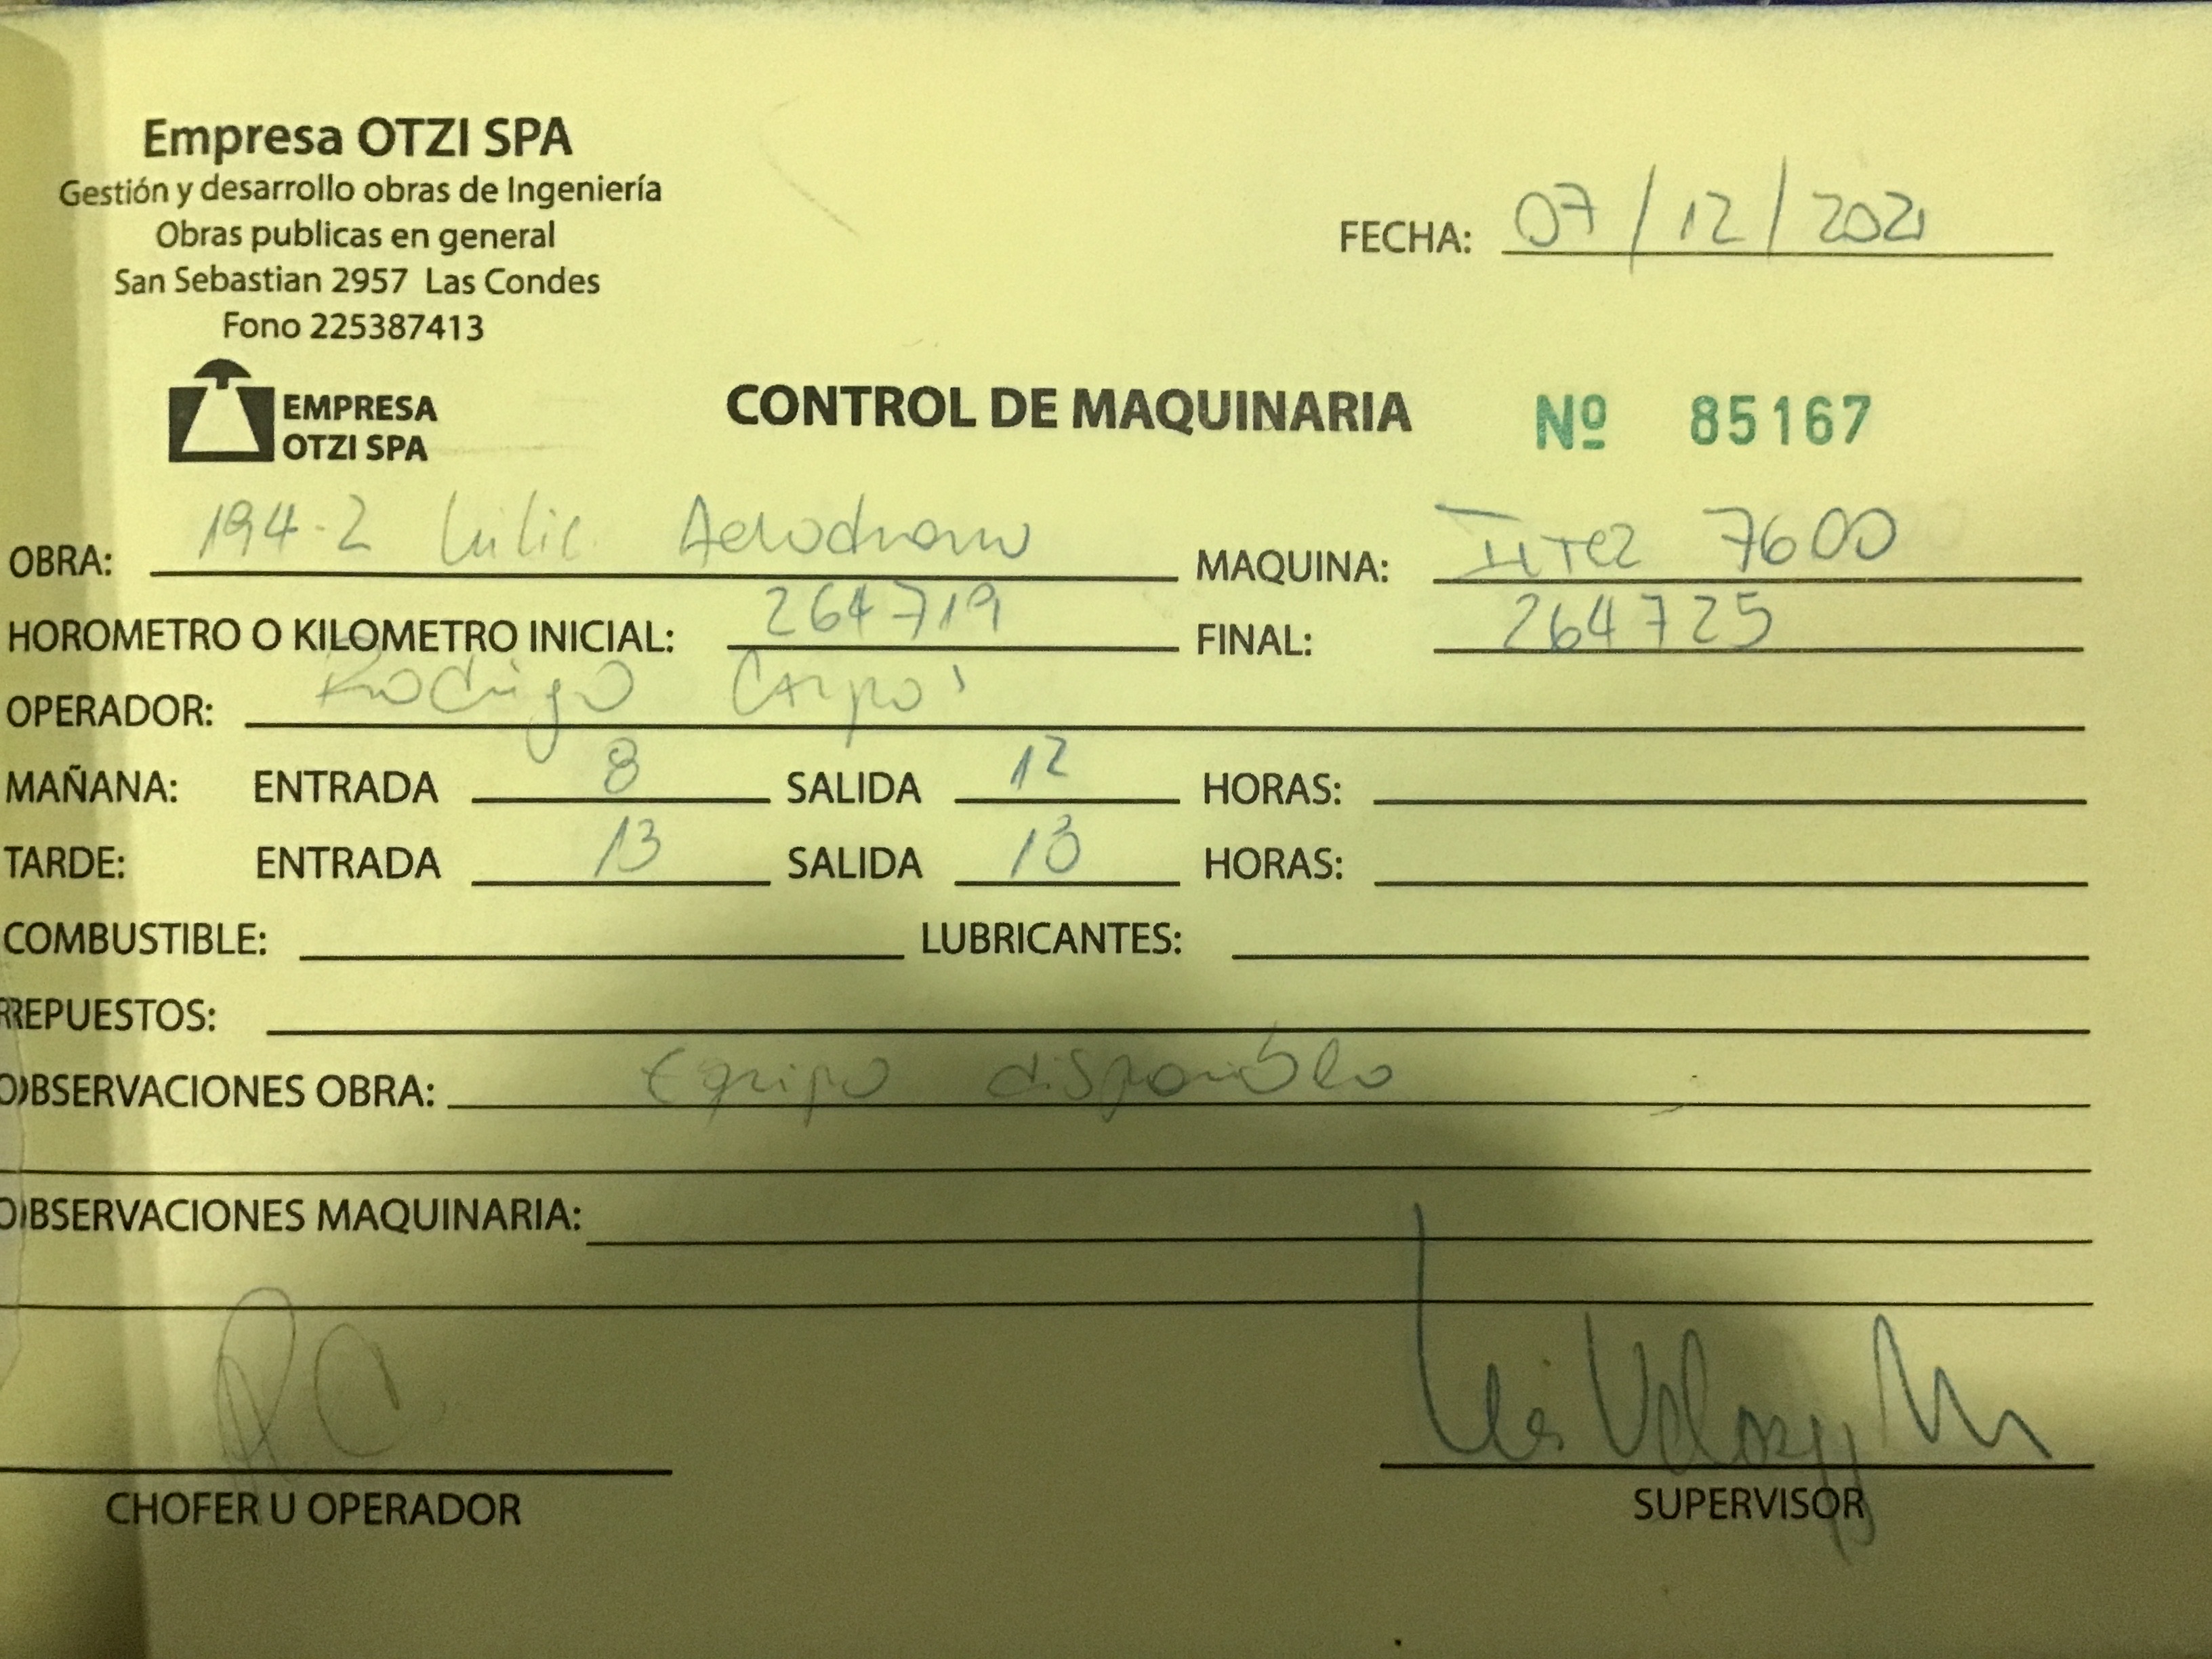 Empresa OTZI SPA
Gestión y desarrollo obras de Ingeniería
Obras publicas en general
San Sebastian 2957 Las Condes
Fono 225387413
FECHA: 07/12/2021
EMPRESA
OTZI SPA
CONTROL DE MAQUINARIA Nº 85167
OBRA: 194-2 Aerodromo MAQUINA: 7600
HOROMETRO O KILOMETRO INICIAL: 264719 FINAL: 264725
OPERADOR: Rodrigo
MAÑANA: ENTRADA 8 SALIDA 12 HORAS:
TARDE: ENTRADA 13 SALIDA 18 HORAS:
COMBUSTIBLE: LUBRICANTES:
REPUESTOS:
OBSERVACIONES OBRA: Equipo disponible
OBSERVACIONES MAQUINARIA:
CHOFER U OPERADOR SUPERVISOR